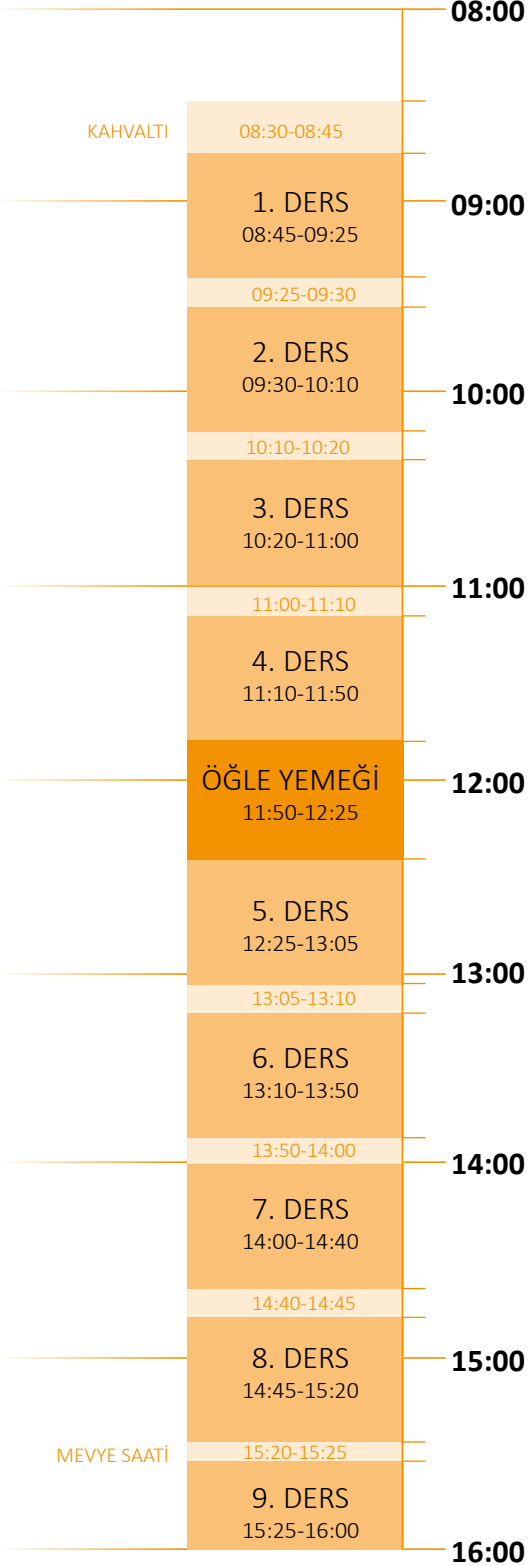 08:00
KAHVALTI 08:30-08:45
1. DERS
09:00
08:45-09:25
09:25-09:30
2. DERS
09:30-10:10
10:00
10:10-10:20
3. DERS
10:20-11:00
11:00
11:00-11:10
4. DERS
11:10-11:50
ÖĞLE YEMEĞİ
12:00
11:50-12:25
5. DERS
12:25-13:05
13:00
13:05-13:10
6. DERS
13:10-13:50
13:50-14:00
14:00
7. DERS
14:00-14:40
14:40-14:45
8. DERS
15:00
14:45-15:20
MEVYE SAATİ 15:20-15:25
9. DERS
15:25-16:00
16:00